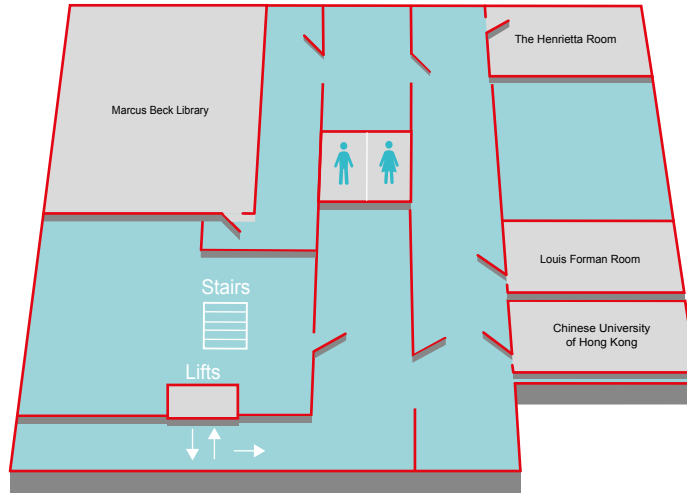 The Henrietta Room
Marcus Beck Library
Louis Forman Room
Stairs
Chinese University
of Hong Kong
Lifts